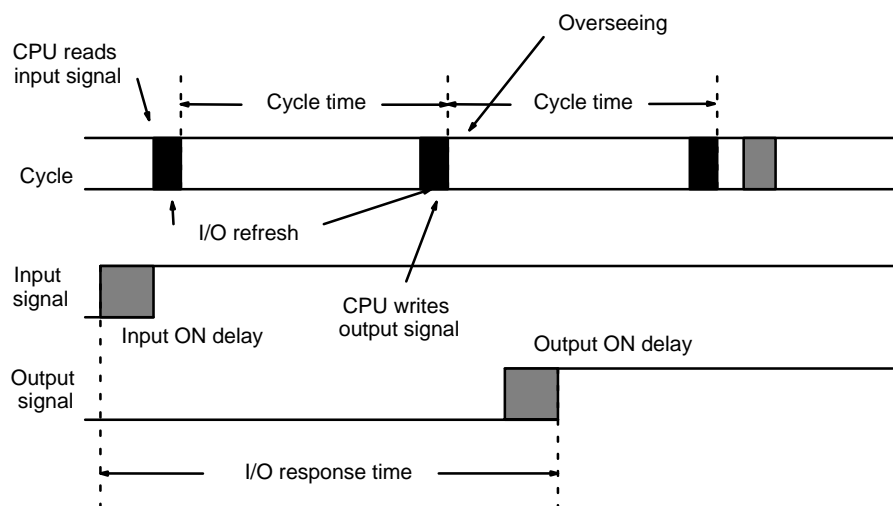 Overseeing
CPU reads
input signal
Cycle time
Cycle time
Cycle
I/O refresh
Input
signal
CPU writes
output signal
Input ON delay
Output ON delay
Output
signal
I/O response time